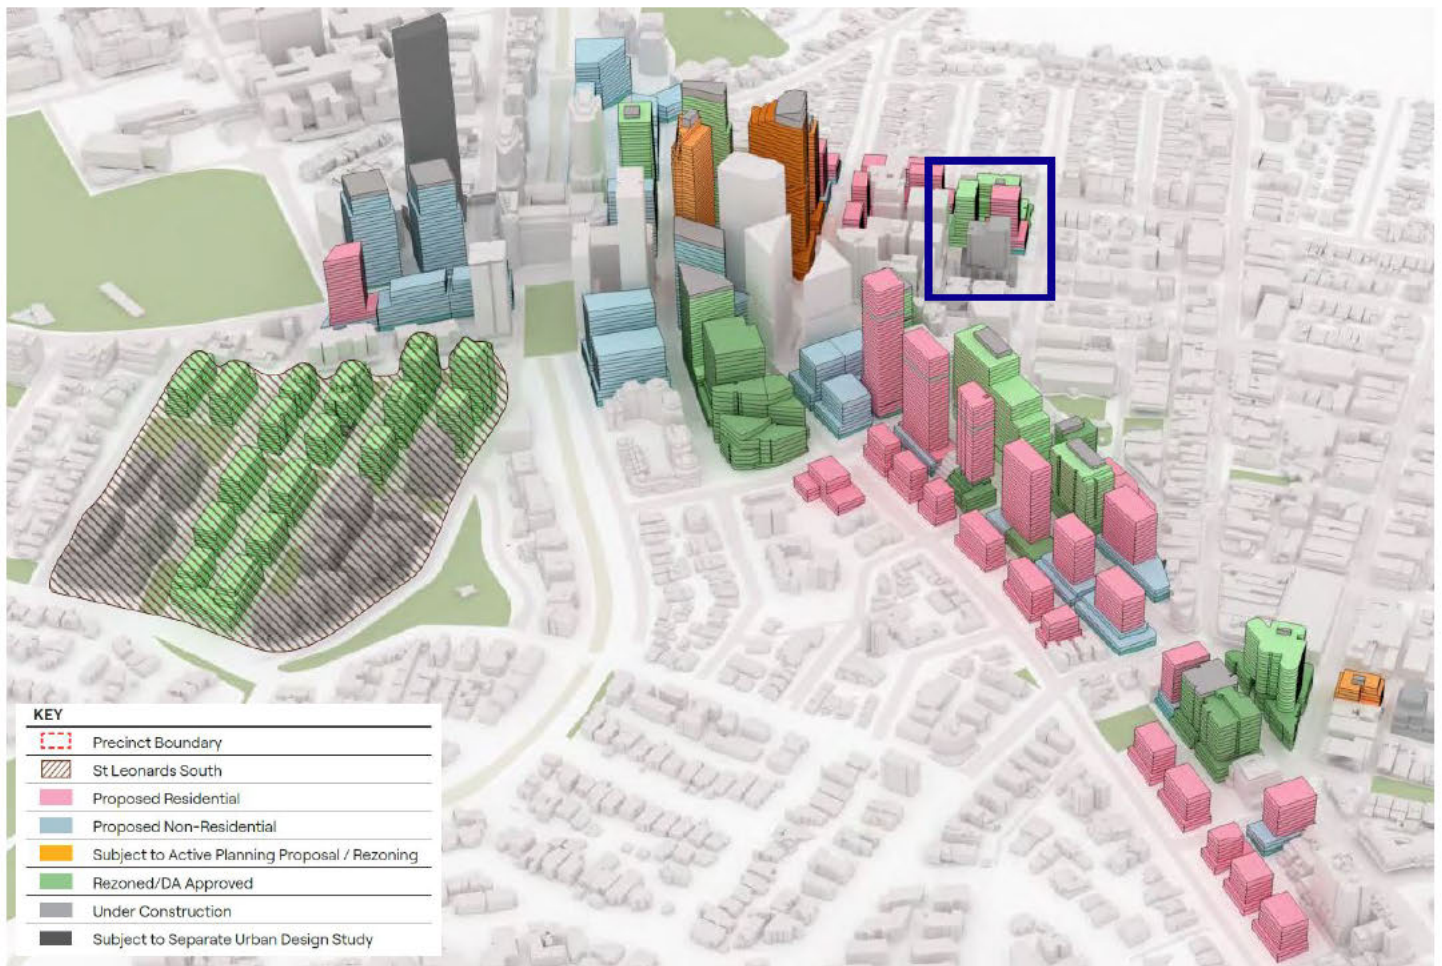 KEY
Precinct Boundary
St Leonards South
Proposed Residential
Proposed Non-Residential
Subject to Active Planning Proposal / Rezoning
Rezoned/DA Approved
Under Construction
Subject to Separate Urban Design Study